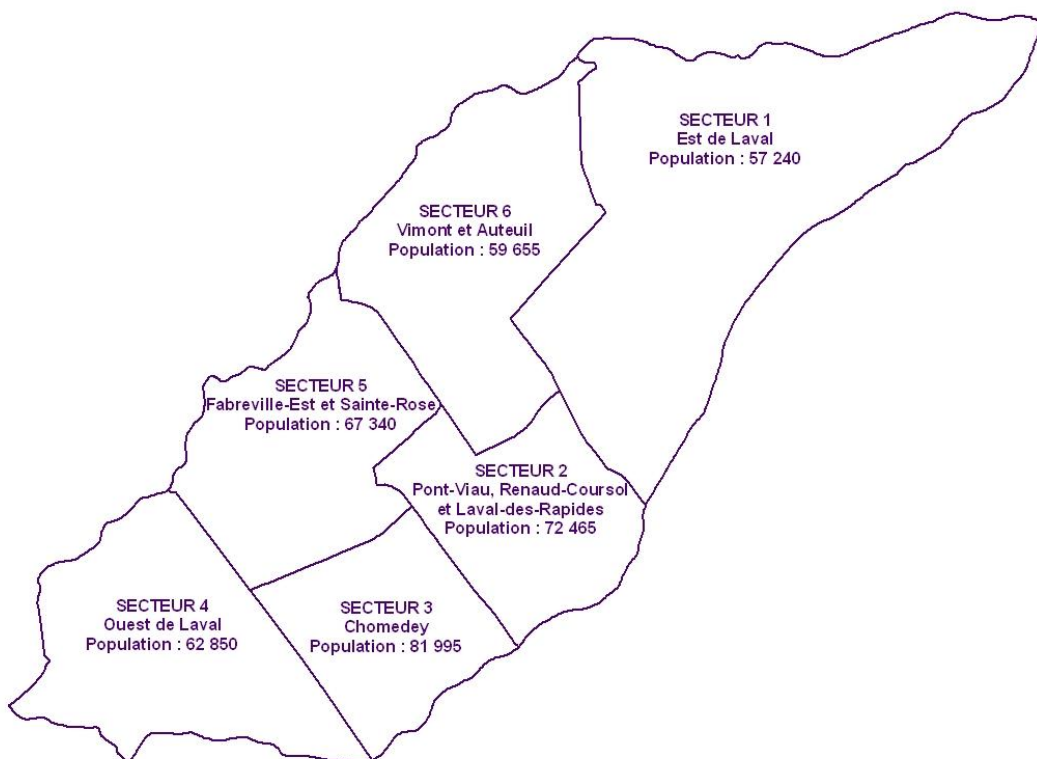 SECTEUR 1
Est de Laval
Population : 57 240
SECTEUR 6
Vimont et Auteuil
Population : 59 655
SECTEUR 5
Fabreville-Est et Sainte-Rose
Population : 67 340
SECTEUR 2
Pont-Viau, Renaud-Coursol
et Laval-des-Rapides
Population : 72 465
SECTEUR 4
Ouest de Laval
Population : 62 850
SECTEUR 3
Chomedey
Population : 81 995